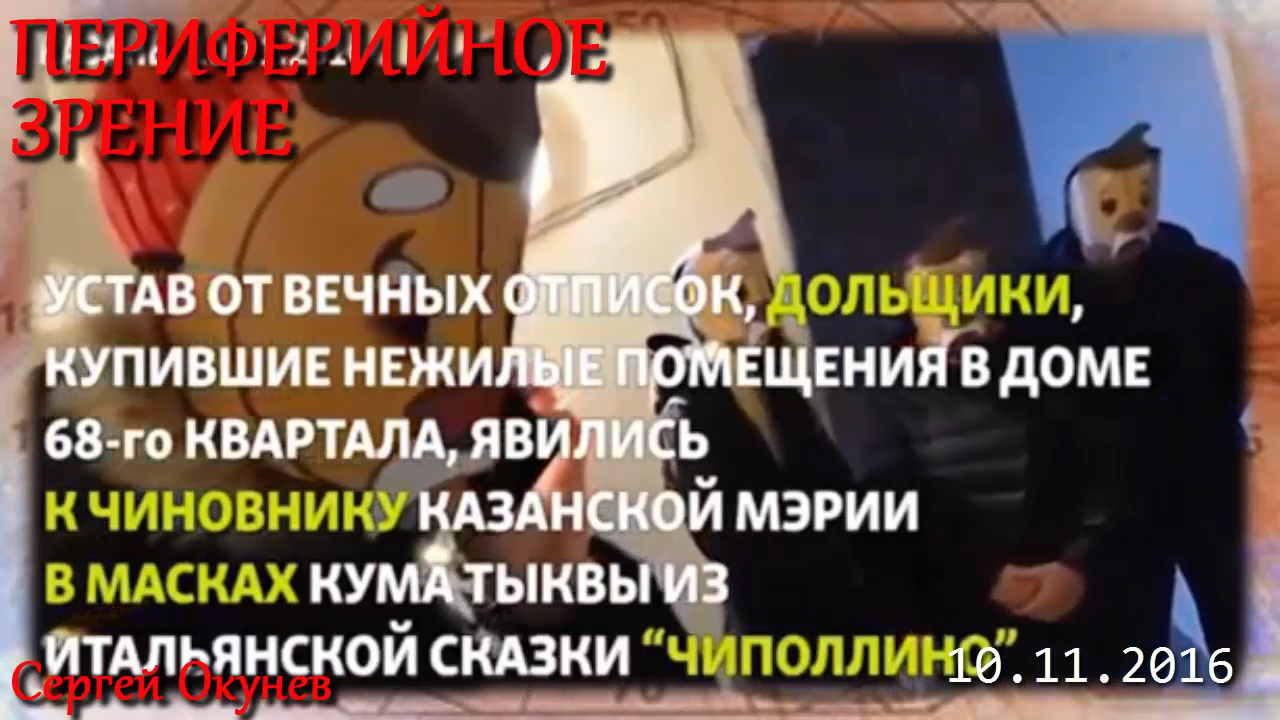 ПЕРИФЕРИЙНОЕ
ЗРЕНИЕ
УСТАВ ОТ ВЕЧНЫХ ОТПИСОК, ДОЛЬЩИКИ,
КУПИВШИЕ НЕЖИЛЫЕ ПОМЕЩЕНИЯ В ДОМЕ
68-го КВАРТАЛА, ЯВИЛИСЬ
К ЧИНОВНИКУ КАЗАНСКОЙ МЭРИИ
В МАСКАХ КУМА ТЫКВЫ ИЗ
ИТАЛЬЯНСКОЙ СКАЗКИ “ЧИПОЛЛИНО”
Сергей Окунев
10.11.2016